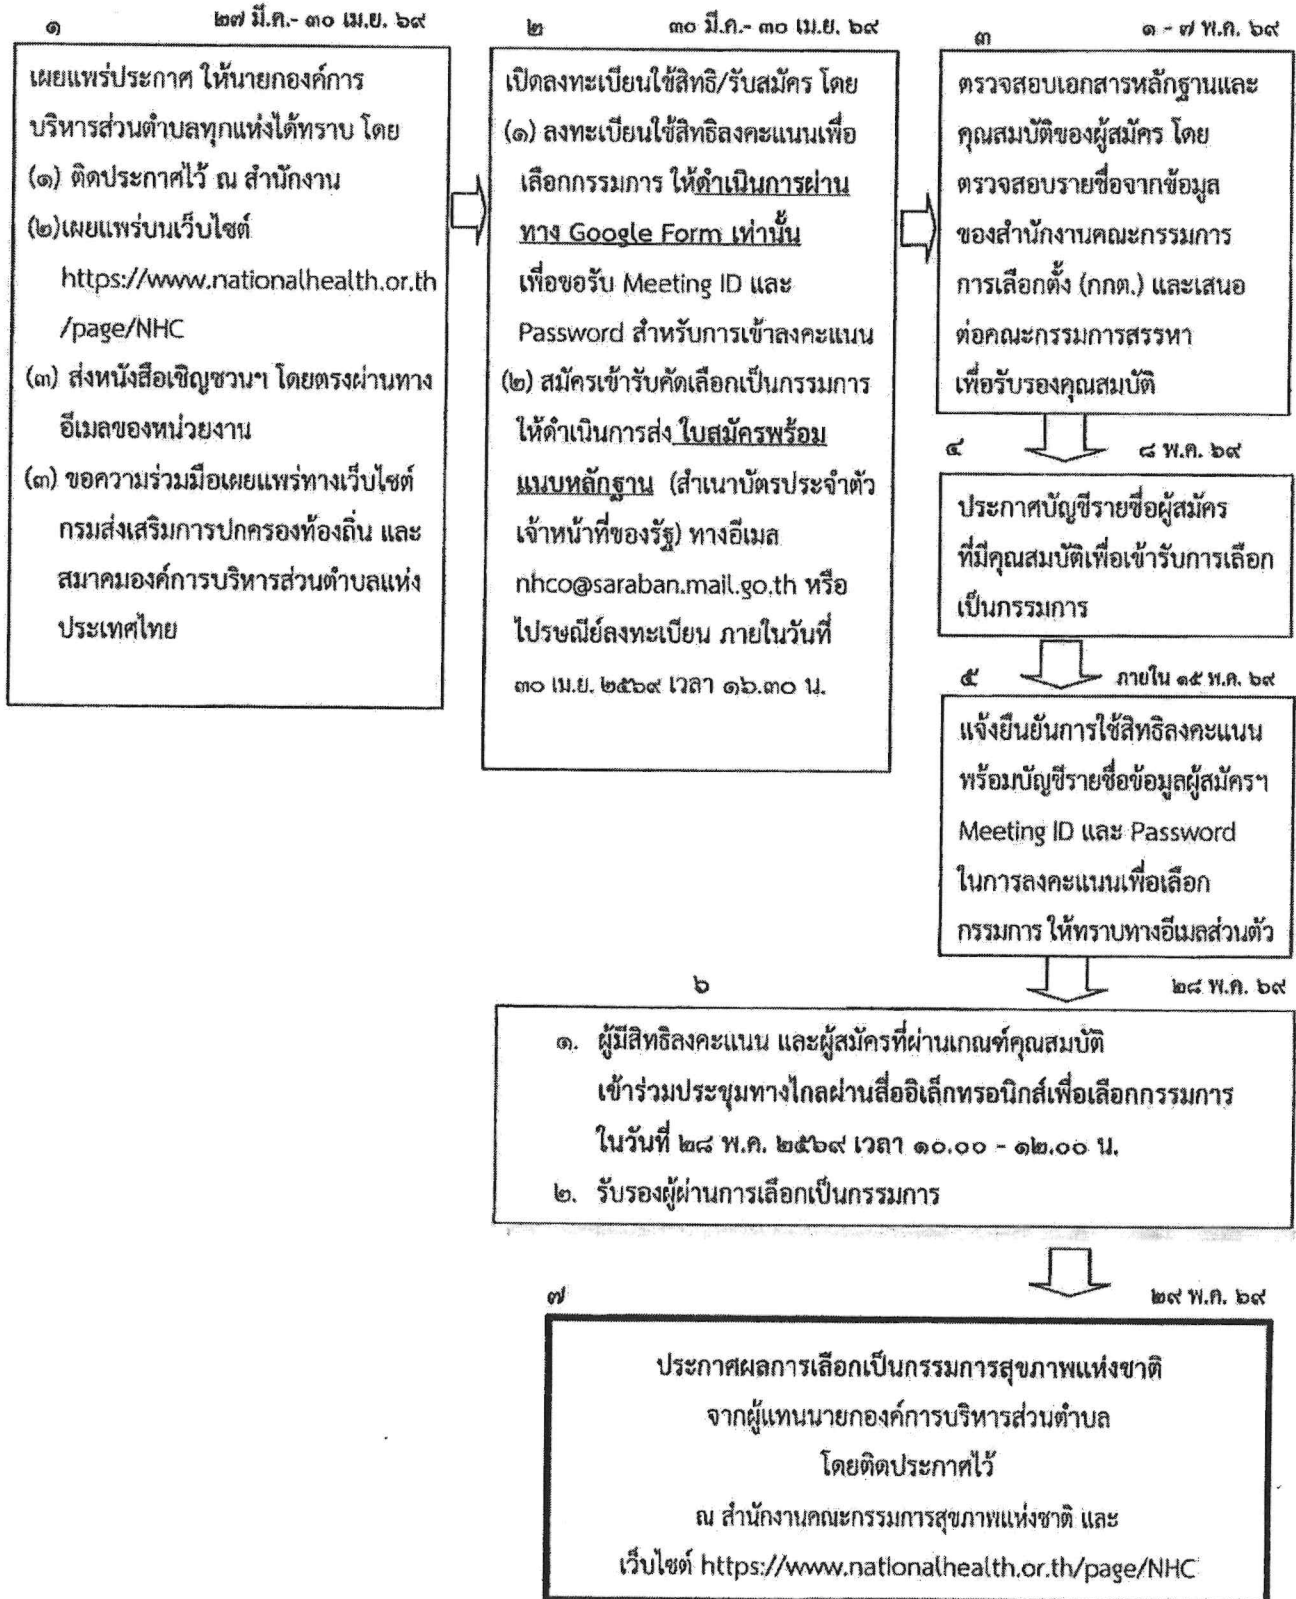 ๑ ๒๗ มี.ค.- ๓๐ เม.ย. ๖๙
เผยแพร่ประกาศ ให้นายกองค์การ
บริหารส่วนตำบลทุกแห่งได้ทราบ โดย
(๑) ติดประกาศไว้ ณ สำนักงาน
(๒)เผยแพร่บนเว็บไซต์
https://www.nationalhealth.or.th
/page/NHC
(๓) ส่งหนังสือเชิญชวนฯ โดยตรงผ่านทาง
อีเมลของหน่วยงาน
(๓) ขอความร่วมมือเผยแพร่ทางเว็บไซต์
กรมส่งเสริมการปกครองท้องถิ่น และ
สมาคมองค์การบริหารส่วนตำบลแห่ง
ประเทศไทย
๒ ๓๐ มี.ค.- ๓๐ เม.ย. ๖๙
เปิดลงทะเบียนใช้สิทธิ/รับสมัคร โดย
(๑) ลงทะเบียนใช้สิทธิลงคะแนนเพื่อ
เลือกกรรมการ ให้ดำเนินการผ่าน
ทาง Google Form เท่านั้น
เพื่อขอรับ Meeting ID และ
Password สำหรับการเข้าลงคะแนน
(๒) สมัครเข้ารับคัดเลือกเป็นกรรมการ
ให้ดำเนินการส่ง ใบสมัครพร้อม
แนบหลักฐาน (สำเนาบัตรประจำตัว
เจ้าหน้าที่ของรัฐ) ทางอีเมล
nhco@saraban.mail.go.th หรือ
ไปรษณีย์ลงทะเบียน ภายในวันที่
๓๐ เม.ย. ๒๕๖๙ เวลา ๑๖.๓๐ น.
๓ ๑ - ๗ พ.ค. ๖๙
ตรวจสอบเอกสารหลักฐานและ
คุณสมบัติของผู้สมัคร โดย
ตรวจสอบรายชื่อจากข้อมูล
ของสำนักงานคณะกรรมการ
การเลือกตั้ง (กกต.) และเสนอ
ต่อคณะกรรมการสรรหา
เพื่อรับรองคุณสมบัติ
๔ ๘ พ.ค. ๖๙
ประกาศบัญชีรายชื่อผู้สมัคร
ที่มีคุณสมบัติเพื่อเข้ารับการเลือก
เป็นกรรมการ
๕ ภายใน ๑๕ พ.ค. ๖๙
แจ้งยืนยันการใช้สิทธิลงคะแนน
พร้อมบัญชีรายชื่อข้อมูลผู้สมัครฯ
Meeting ID และ Password
ในการลงคะแนนเพื่อเลือก
กรรมการ ให้ทราบทางอีเมลส่วนตัว
๖ ๒๘ พ.ค. ๖๙
๑. ผู้มีสิทธิลงคะแนน และผู้สมัครที่ผ่านเกณฑ์คุณสมบัติ
เข้าร่วมประชุมทางไกลผ่านสื่ออิเล็กทรอนิกส์เพื่อเลือกกรรมการ
ในวันที่ ๒๘ พ.ค. ๒๕๖๙ เวลา ๑๐.๐๐ - ๑๒.๐๐ น.
๒. รับรองผู้ผ่านการเลือกเป็นกรรมการ
๗ ๒๙ พ.ค. ๖๙
ประกาศผลการเลือกเป็นกรรมการสุขภาพแห่งชาติ
จากผู้แทนนายกองค์การบริหารส่วนตำบล
โดยติดประกาศไว้
ณ สำนักงานคณะกรรมการสุขภาพแห่งชาติ และ
เว็บไซต์ https://www.nationalhealth.or.th/page/NHC